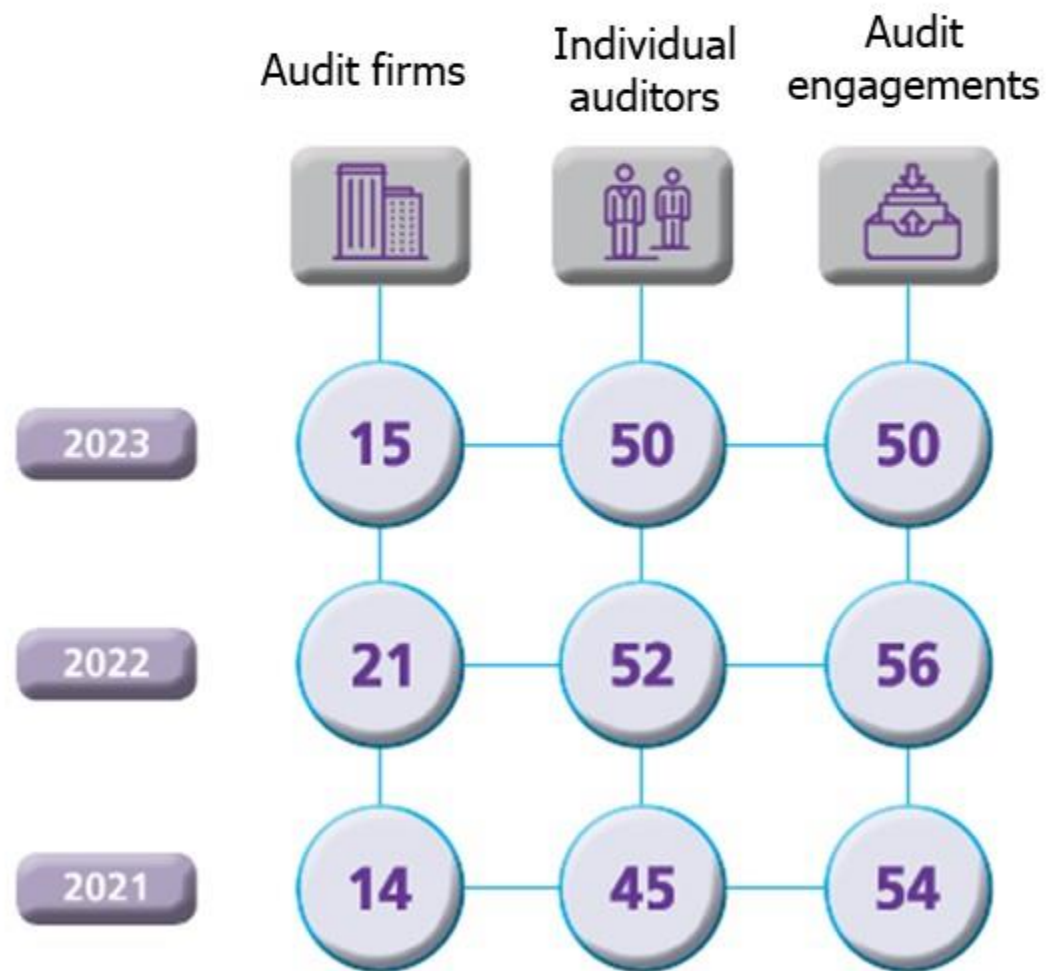 Audit firms
Individual
auditors
Audit
engagements
2023 15 50 50
2022 21 52 56
2021 14 45 54